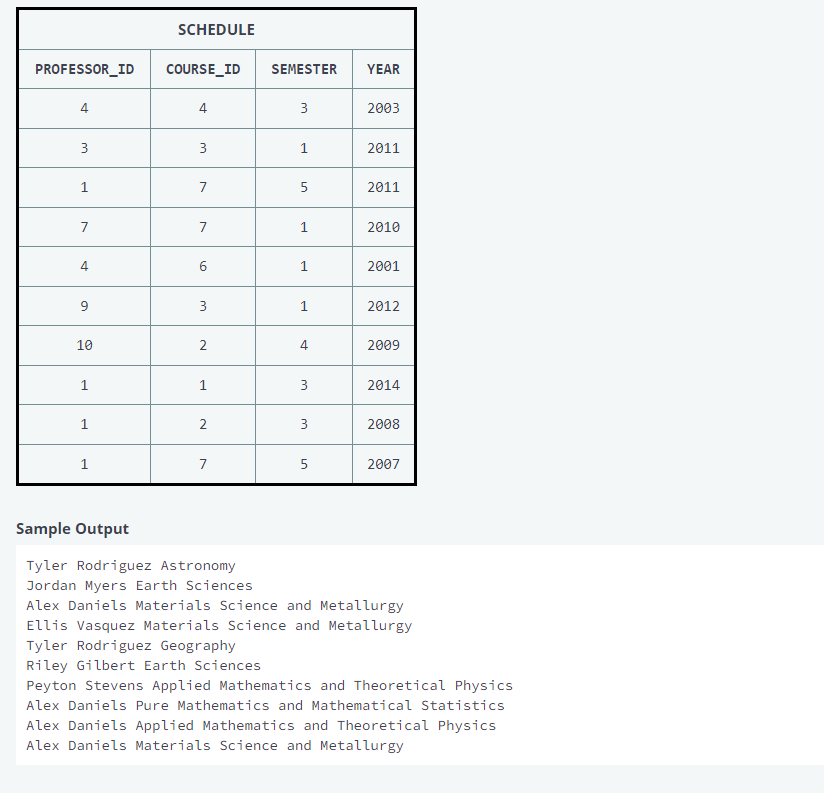 SCHEDULE
PROFESSOR_ID COURSE_ID SEMESTER YEAR
4 4 3 2003
3 3 1 2011
1 7 5 2011
7 7 1 2010
4 6 1 2001
9 3 1 2012
10 2 4 2009
1 1 3 2014
1 2 3 2008
1 7 5 2007
Sample Output
Tyler Rodriguez Astronomy
Jordan Myers Earth Sciences
Alex Daniels Materials Science and Metallurgy
Ellis Vasquez Materials Science and Metallurgy
Tyler Rodriguez Geography
Riley Gilbert Earth Sciences
Peyton Stevens Applied Mathematics and Theoretical Physics
Alex Daniels Pure Mathematics and Mathematical Statistics
Alex Daniels Applied Mathematics and Theoretical Physics
Alex Daniels Materials Science and Metallurgy